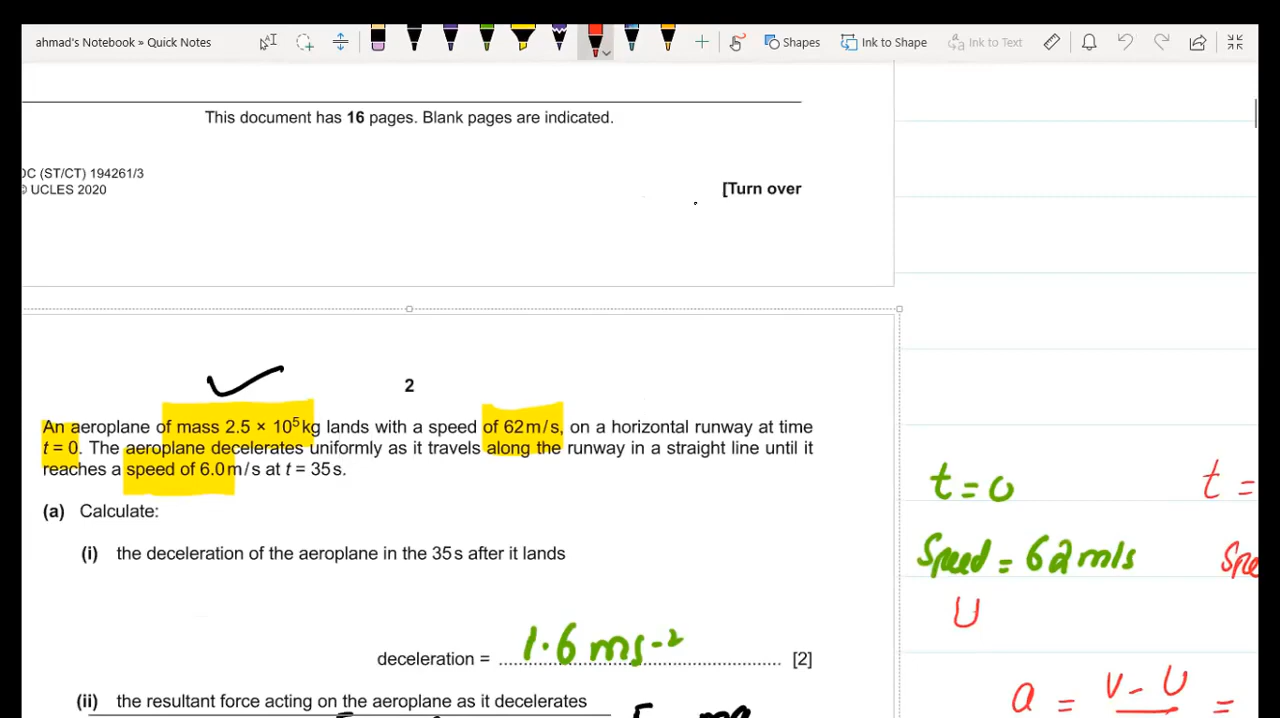 ahmad's Notebook » Quick Notes
Shapes
Ink to Shape
Ink to Text
This document has 16 pages. Blank pages are indicated.
DC (ST/CT) 194261/3
© UCLES 2020
[Turn over
2
An aeroplane of mass 2.5 × 10⁵ kg lands with a speed of 62 m/s, on a horizontal runway at time
t = 0. The aeroplane decelerates uniformly as it travels along the runway in a straight line until it
reaches a speed of 6.0 m/s at t = 35 s.
(a) Calculate:
(i) the deceleration of the aeroplane in the 35 s after it lands
deceleration = 1.6 ms-2 [2]
(ii) the resultant force acting on the aeroplane as it decelerates
t = 0
t =
Speed = 62 m/s
Spe
U
a = v - U =